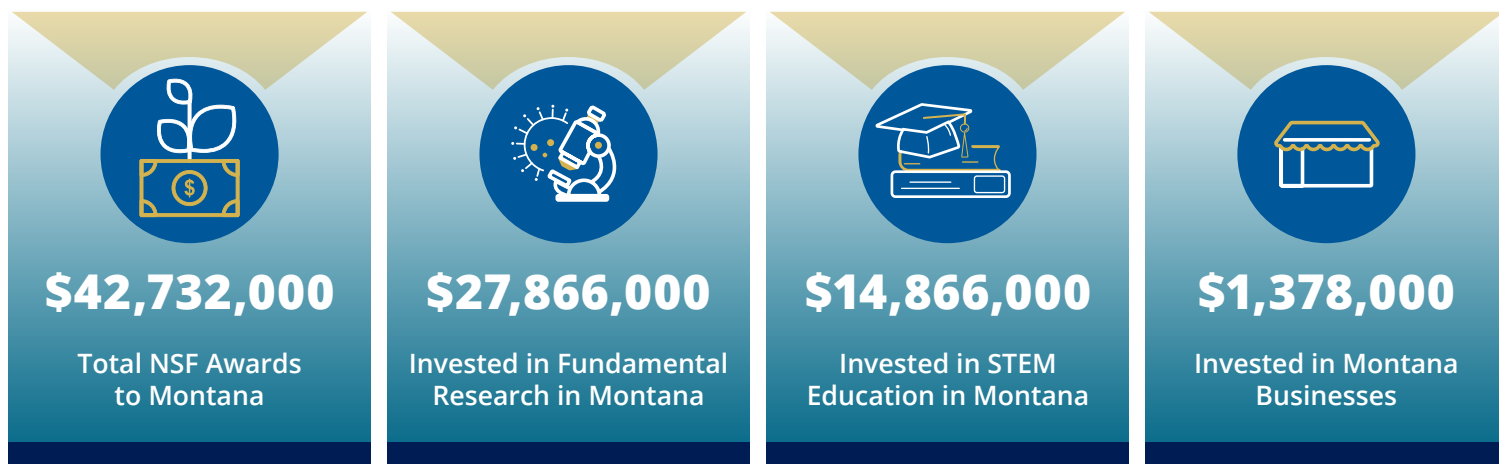 $
$42,732,000
Total NSF Awards
to Montana
$27,866,000
Invested in Fundamental
Research in Montana
$14,866,000
Invested in STEM
Education in Montana
$1,378,000
Invested in Montana
Businesses